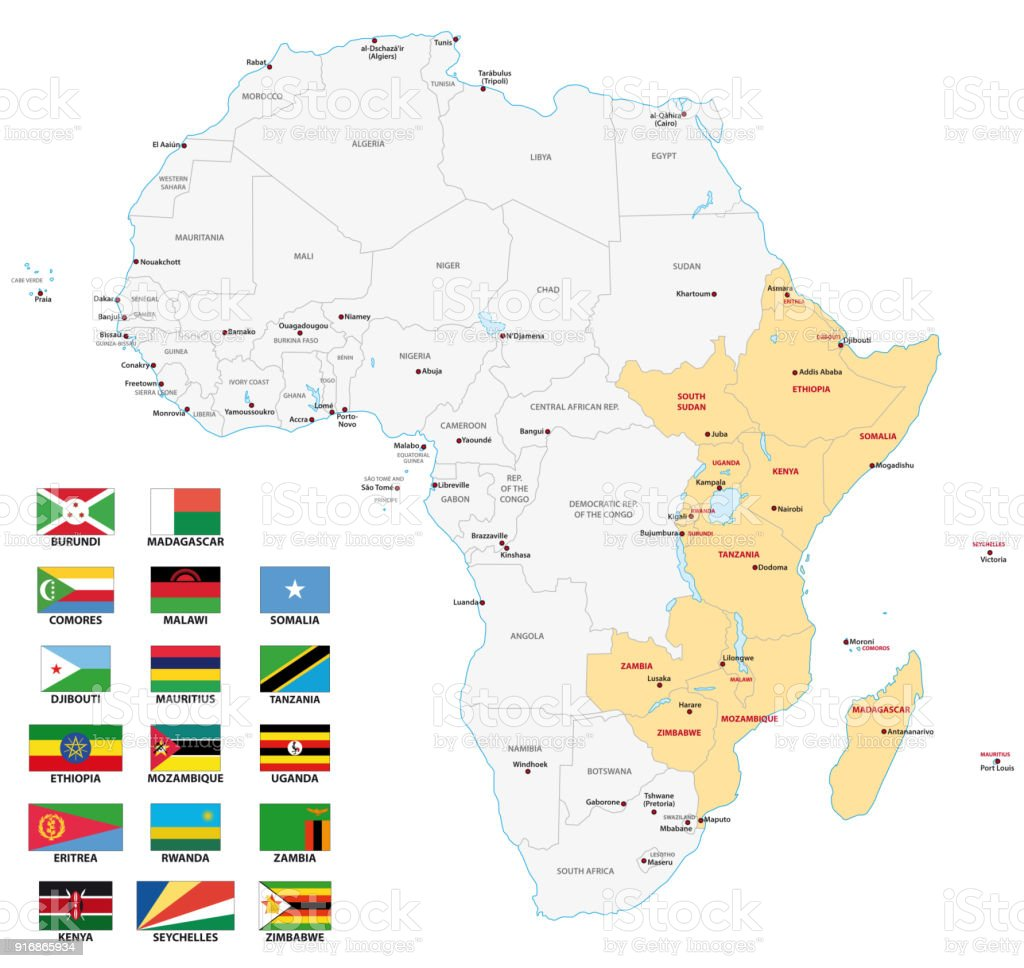 iStock
by Getty Images™
Rabat
MOROCCO
al-Dschazá'ir
(Algiers)
ALGERIA
Tunis
TUNISIA
Tarábulus
(Tripoli)
LIBYA
al-Qáhira
(Cairo)
EGYPT
El Aaiún
WESTERN
SAHARA
MAURITANIA
Nouakchott
MALI
NIGER
CHAD
SUDAN
Khartoum
CABE VERDE
Praia
Dakar
SENEGAL
Banjul
GAMBIA
Bissau
GUINEA-BISSAU
GUINEA
Conakry
Freetown
SIERRA LEONE
Monrovia
LIBERIA
Bamako
Ouagadougou
BURKINA FASO
Niamey
IVORY COAST
Yamoussoukro
GHANA
Accra
TOGO
Lomé
BÉNIN
Porto-
Novo
NIGERIA
Abuja
N'Djamena
CAMEROON
Yaoundé
Malabo
EQUATORIAL
GUINEA
SÃO TOMÉ AND
São Tome
PRÍNCIPE
Libreville
GABON
REP.
OF THE
CONGO
CENTRAL AFRICAN REP.
Bangui
DEMOCRATIC REP.
OF THE CONGO
Brazzaville
Kinshasa
Luanda
ANGOLA
Asmara
ERITREA
DJIBOUTI
Djibouti
Addis Ababa
ETHIOPIA
SOUTH
SUDAN
Juba
SOMALIA
Mogadishu
UGANDA
Kampala
KENYA
Nairobi
Kigali
RWANDA
Bujumbura
BURUNDI
TANZANIA
Dodoma
SEYCHELLES
Victoria
Moroni
COMOROS
ZAMBIA
Lusaka
Lilongwe
MALAWI
Harare
ZIMBABWE
MOZAMBIQUE
MADAGASCAR
Antananarivo
MAURITIUS
Port Louis
NAMIBIA
Windhoek
BOTSWANA
Gaborone
Tshwane
(Pretoria)
SWAZILAND
Mbabane
Maputo
LESOTHO
Maseru
SOUTH AFRICA
BURUNDI
MADAGASCAR
COMORES
MALAWI
SOMALIA
DJIBOUTI
MAURITIUS
TANZANIA
ETHIOPIA
MOZAMBIQUE
UGANDA
ERITREA
RWANDA
ZAMBIA
KENYA
SEYCHELLES
ZIMBABWE
916865934